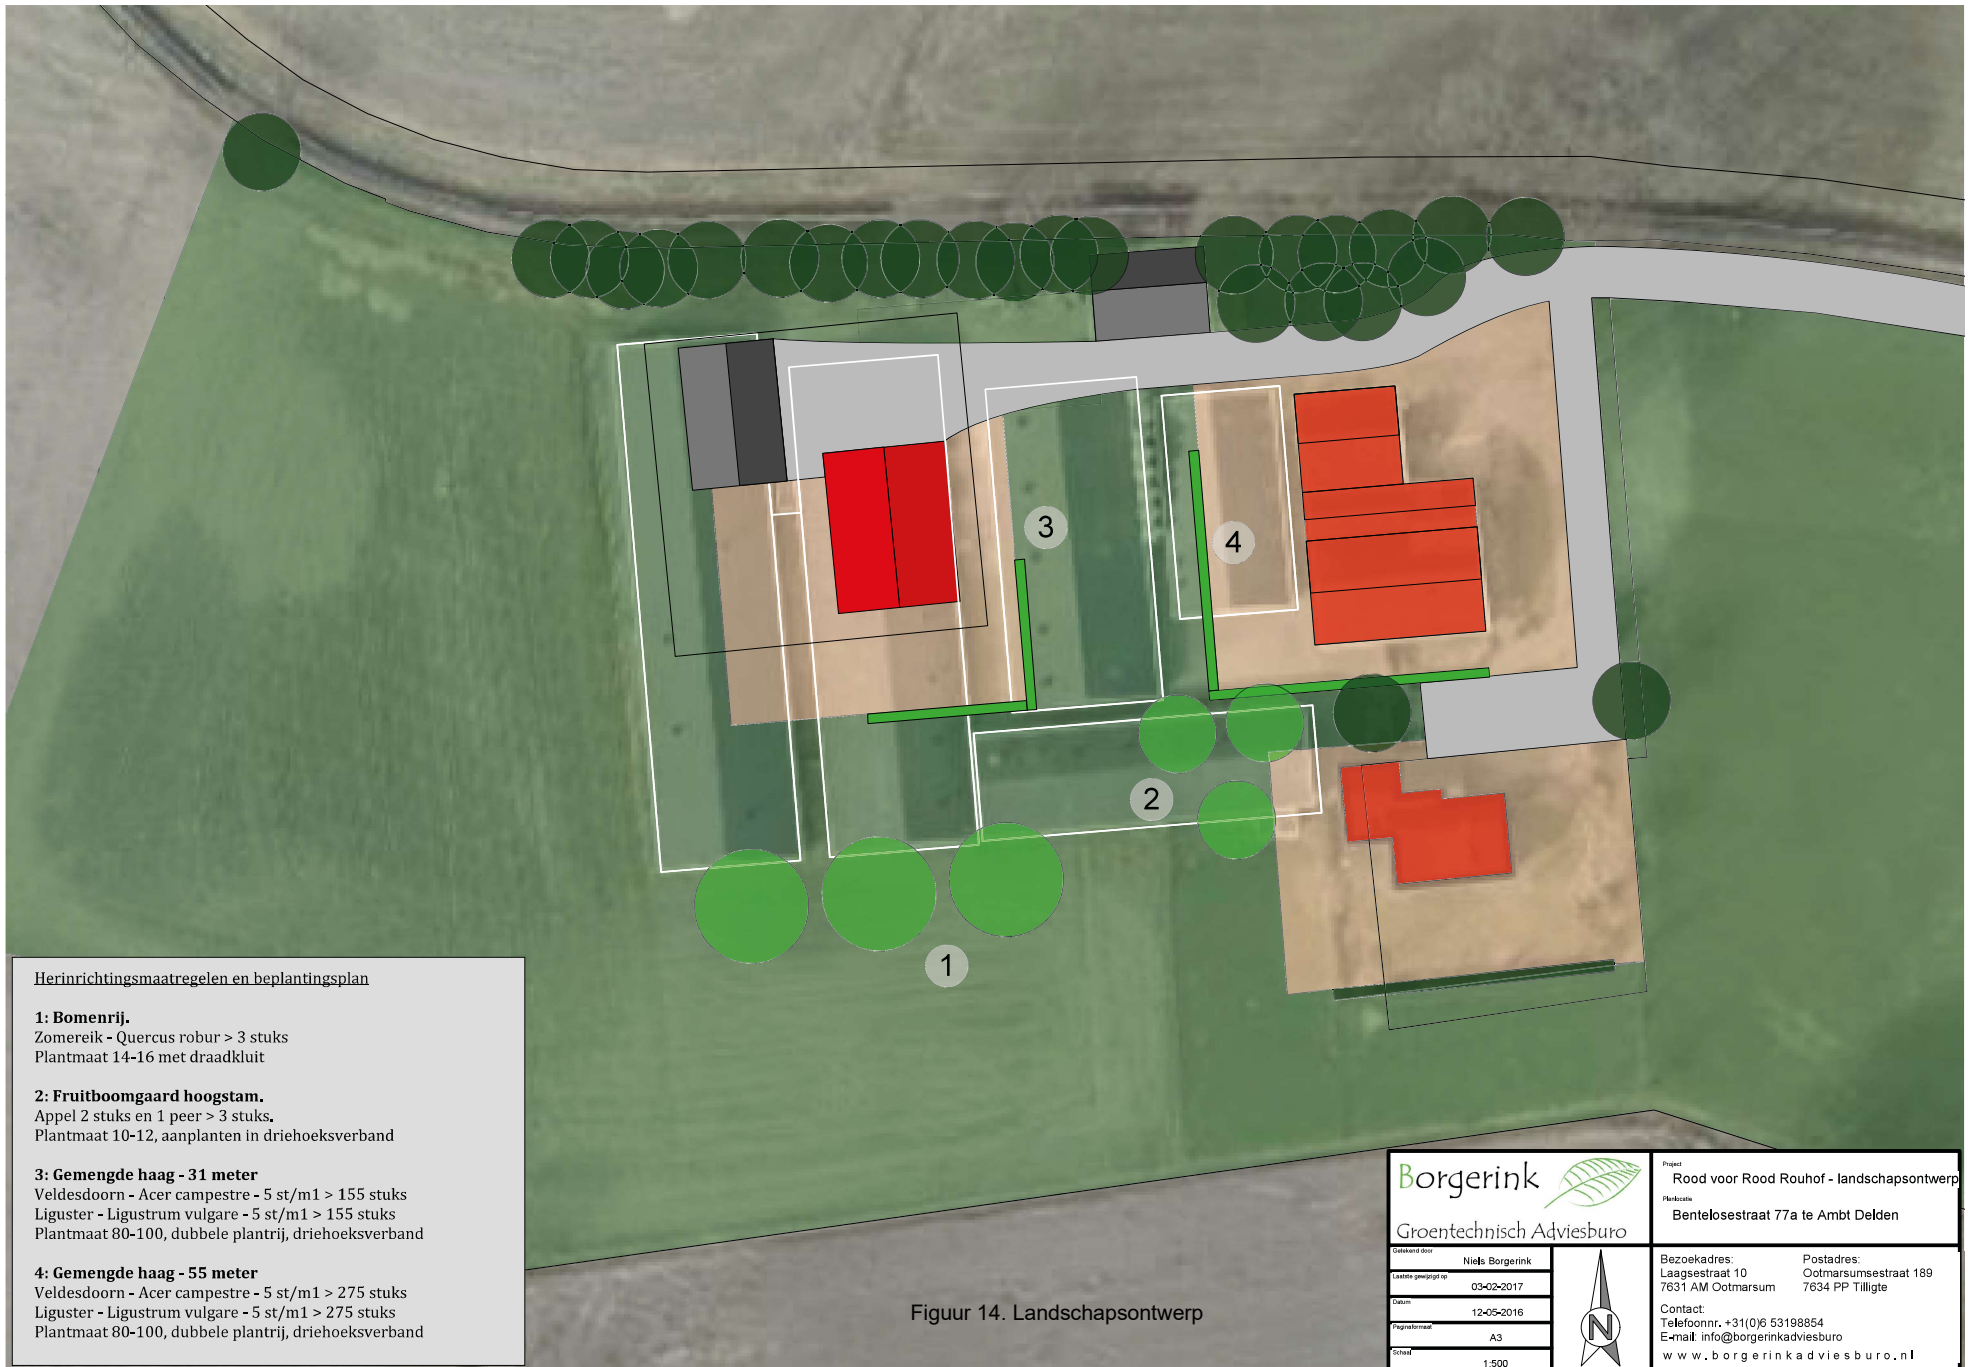 3
4
2
1
Herinrichtingsmaatregelen en beplantingsplan
1: Bomenrij.
Zomereik - Quercus robur > 3 stuks
Plantmaat 14-16 met draadkluit
2: Fruitboomgaard hoogstam.
Appel 2 stuks en 1 peer > 3 stuks.
Plantmaat 10-12, aanplanten in driehoeksverband
3: Gemengde haag - 31 meter
Veldesdoorn - Acer campestre - 5 st/m1 > 155 stuks
Liguster - Ligustrum vulgare - 5 st/m1 > 155 stuks
Plantmaat 80-100, dubbele plantrij, driehoeksverband
4: Gemengde haag - 55 meter
Veldesdoorn - Acer campestre - 5 st/m1 > 275 stuks
Liguster - Ligustrum vulgare - 5 st/m1 > 275 stuks
Plantmaat 80-100, dubbele plantrij, driehoeksverband
Figuur 14. Landschapsontwerp
Borgerink
Groentechnisch Adviesburo
Project
Rood voor Rood Rouhof - landschapsontwerp
Planlocatie
Bentelosestraat 77a te Ambt Delden
Getekend door
Niels Borgerink
Laatste gewijzigd op
03-02-2017
Datum
12-05-2016
Paginaformaat
A3
Schaal
1:500
N
Bezoekadres: Postadres:
Laagsestraat 10 Ootmarsumsestraat 189
7631 AM Ootmarsum 7634 PP Tilligte
Contact:
Telefoonnr. +31(0)6 53198854
E-mail: info@borgerinkadviesburo
www.borgerinkadviesburo.nl